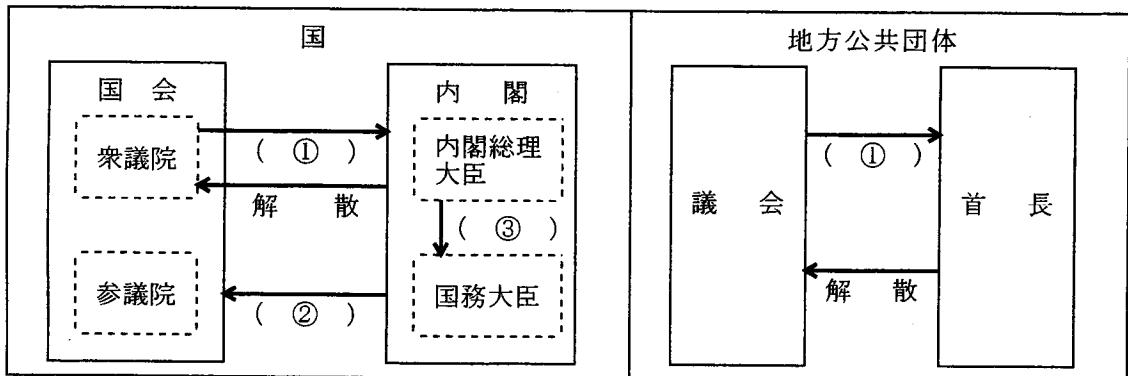 国
国　会
衆議院
参議院
( ① )
解　散
( ② )
内　閣
内閣総理
大臣
( ③ )
国務大臣
地方公共団体
議　会
( ① )
解　散
首　長